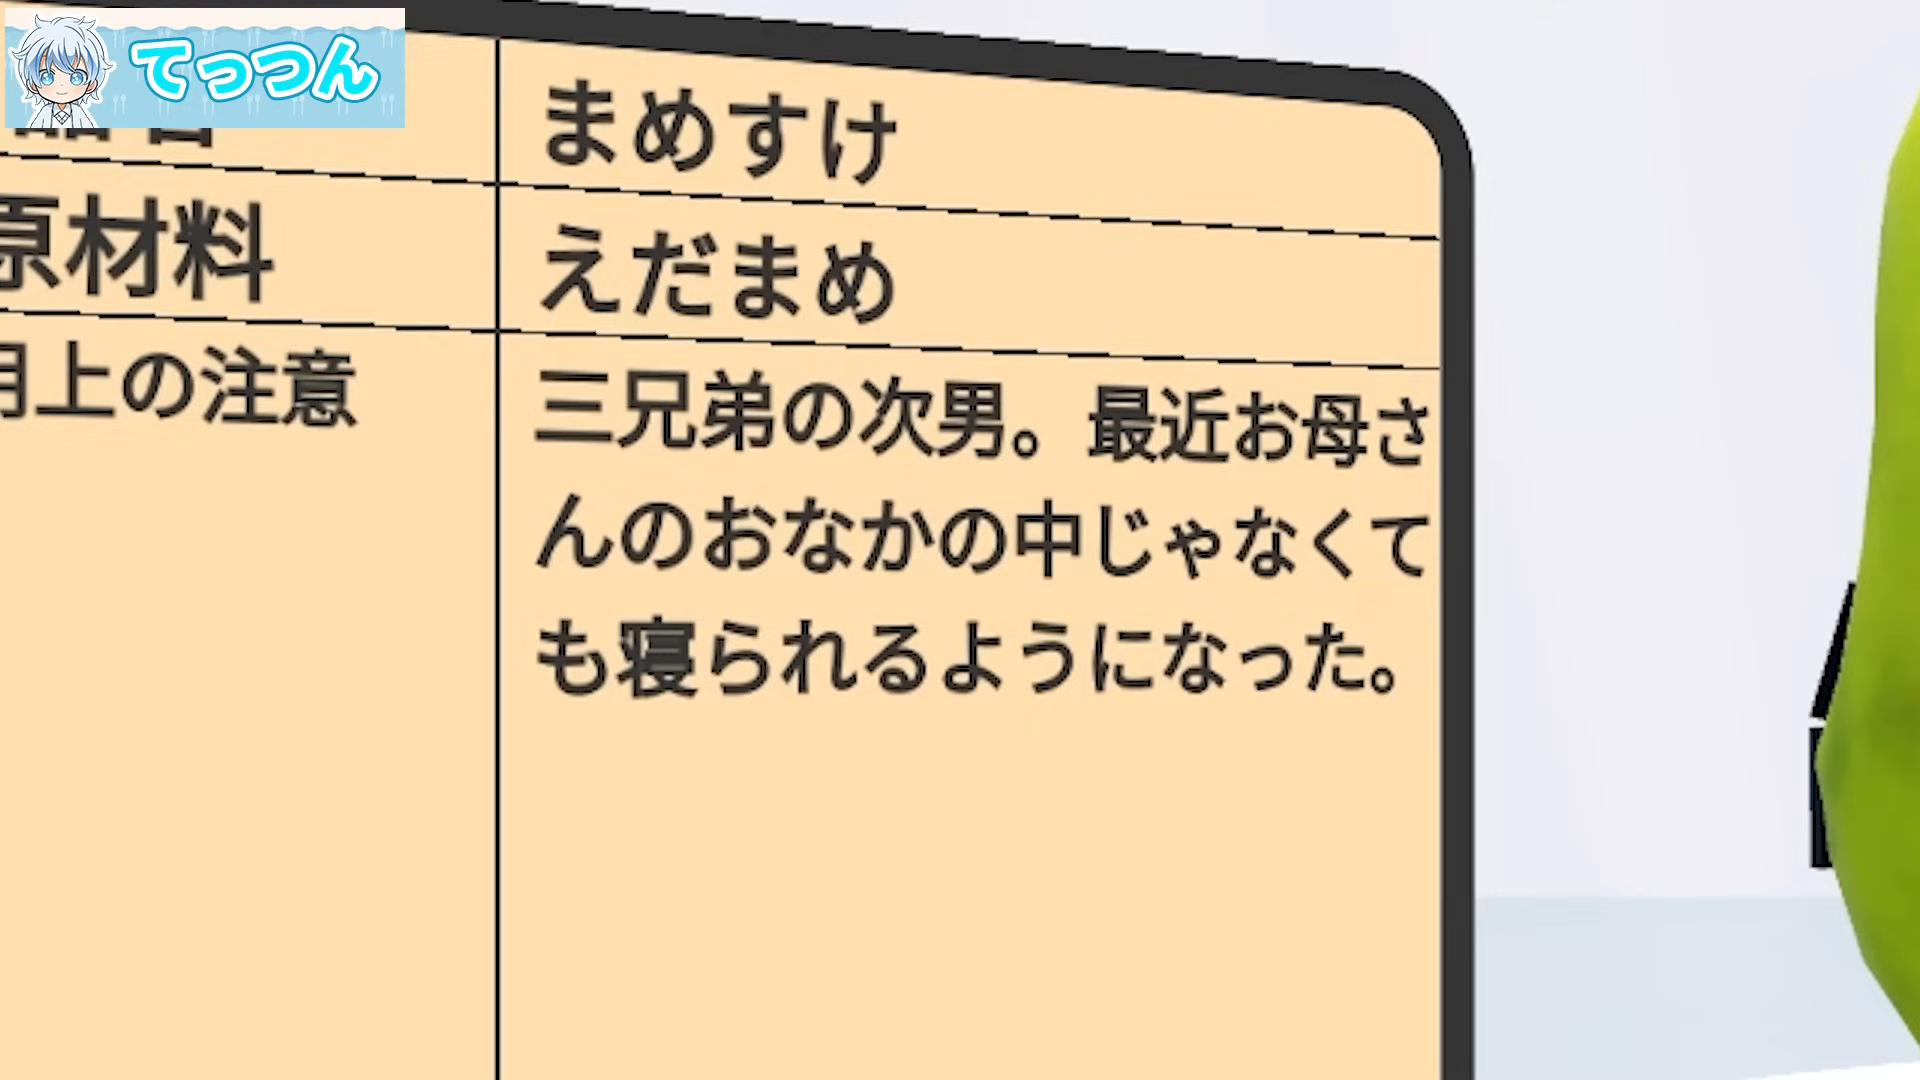 てっつん
まめすけ
原材料
えだまめ
用上の注意
三兄弟の次男。最近お母さ
んのおなかの中じゃなくて
も寝られるようになった。